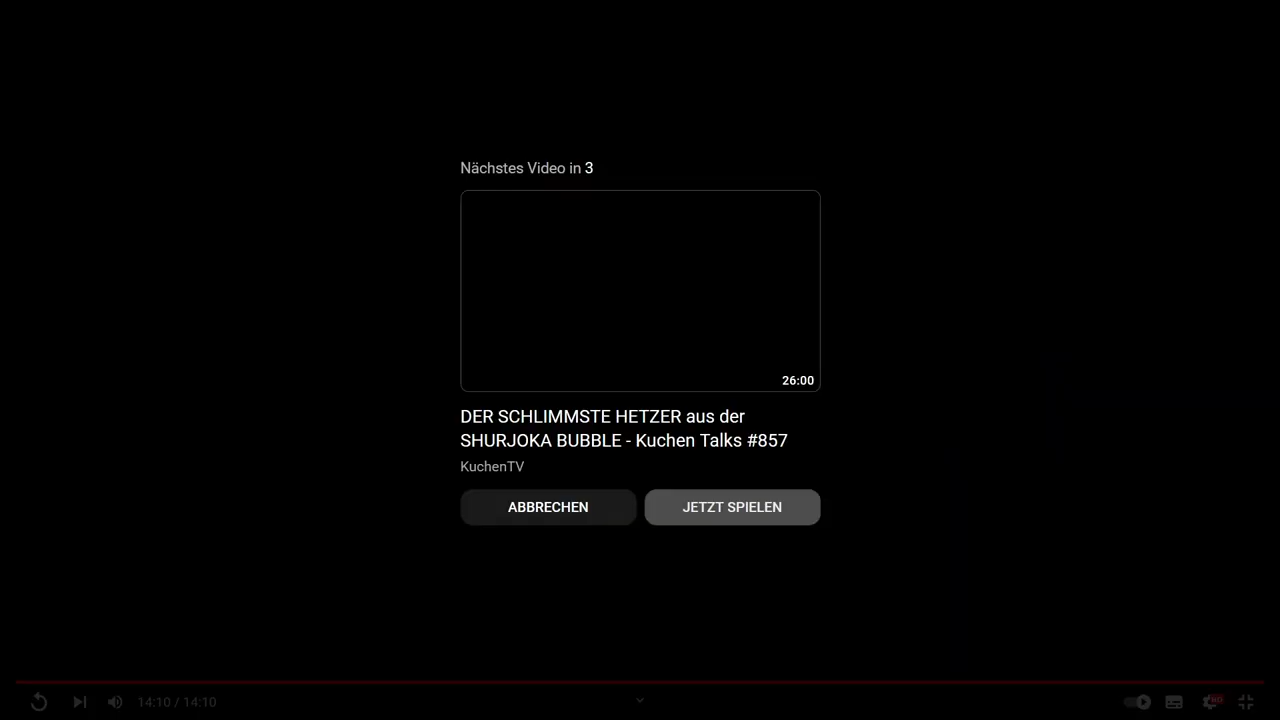 Nächstes Video in 3
26:00
DER SCHLIMMSTE HETZER aus der
SHURJOKA BUBBLE - Kuchen Talks #857
KuchenTV
ABBRECHEN
JETZT SPIELEN
14:10 / 14:10
HD